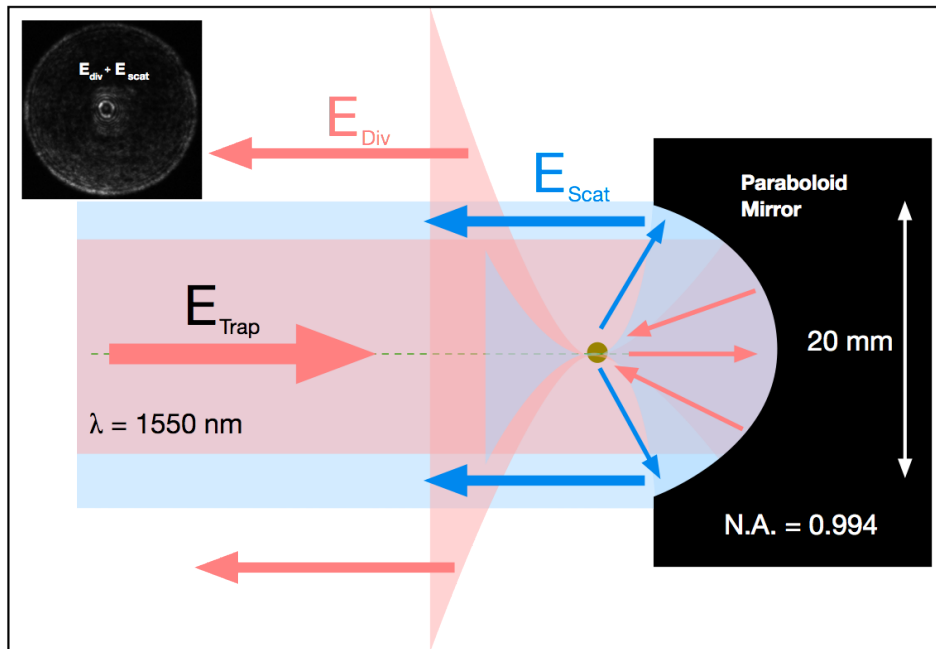 E_div + E_scat
E_Div
E_Scat
Paraboloid
Mirror
E_Trap
20 mm
λ = 1550 nm
N.A. = 0.994